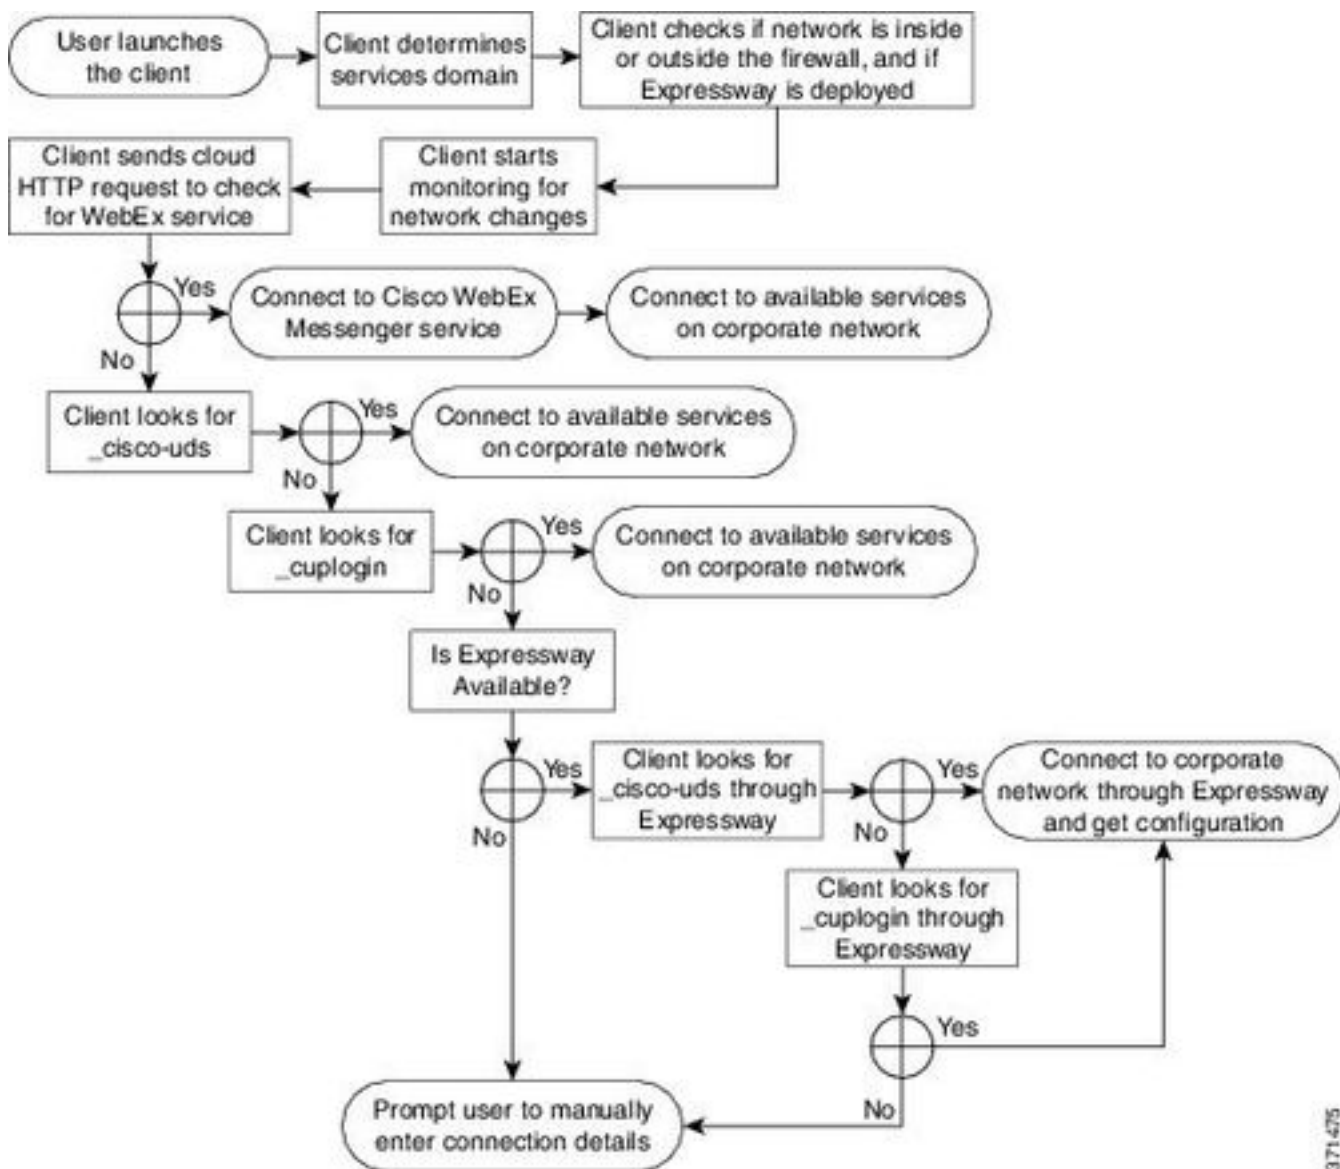 User launches
the client
Client determines
services domain
Client checks if network is inside
or outside the firewall, and if
Expressway is deployed
Client starts
monitoring for
network changes
Client sends cloud
HTTP request to check
for WebEx service
Yes
Connect to Cisco WebEx
Messenger service
Connect to available services
on corporate network
No
Client looks for
_cisco-uds
Yes
Connect to available services
on corporate network
No
Client looks for
_cuplogin
Yes
Connect to available services
on corporate network
No
Is Expressway
Available?
Yes
Client looks for
_cisco-uds through
Expressway
Yes
Connect to corporate
network through Expressway
and get configuration
No
No
Client looks for
_cuplogin through
Expressway
Yes
No
Prompt user to manually
enter connection details
371475